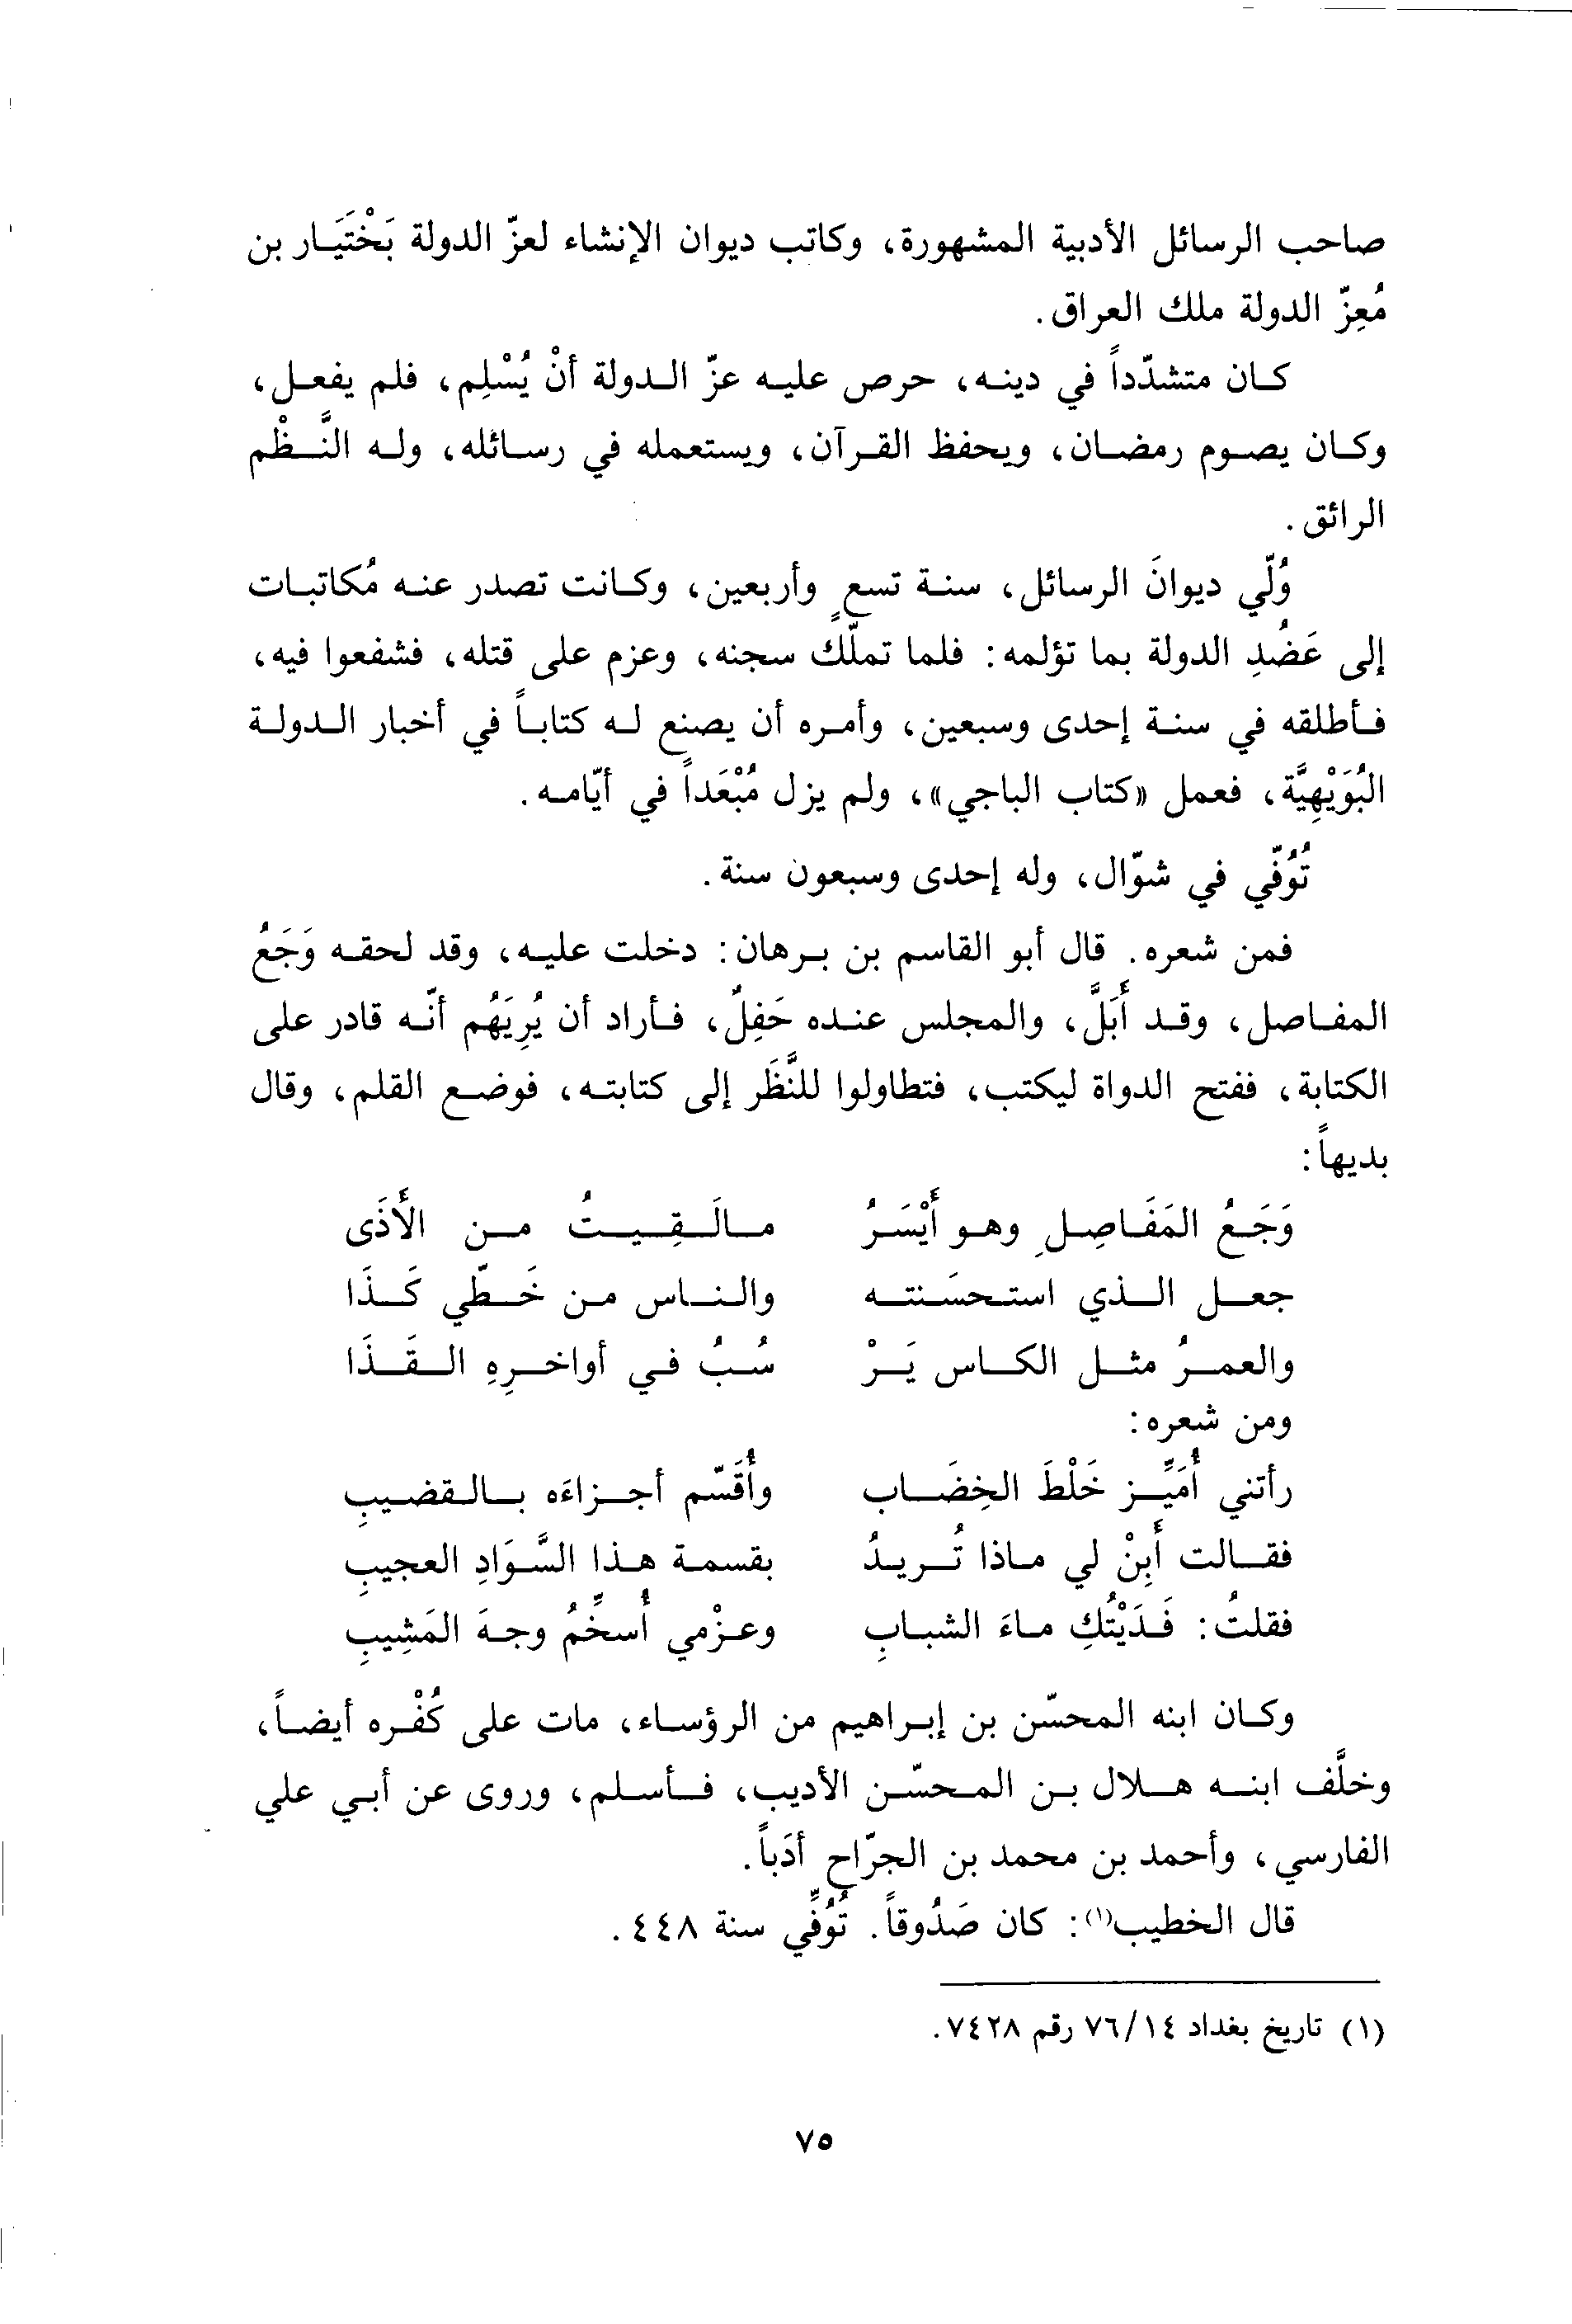 صاحب الرسائل الأدبية المشهورة، وكاتب ديوان الإنشاء لعزّ الدولة بَخْتَيَار بن
مُعِزّ الدولة ملك العراق.
كان متشدّداً في دينه، حرص عليه عزّ الدولة أنْ يُسْلِم، فلم يفعل،
وكان يصوم رمضان، ويحفظ القرآن، ويستعمله في رسائله، وله النَّظْم
الرائق.
وُلّي ديوانَ الرسائل، سنة تسعٍ وأربعين، وكانت تصدر عنه مُكاتبات
إلى عَضُدِ الدولة بما تؤلمه: فلما تملّك سجنه، وعزم على قتله، فشفعوا فيه،
فأطلقه في سنة إحدى وسبعين، وأمره أن يصنع له كتاباً في أخبار الدولة
البُوَيْهِيَّة، فعمل «كتاب الباجي»، ولم يزل مُبْعَداً في أيّامه.
تُوُفّي في شوّال، وله إحدى وسبعون سنة.
فمن شعره. قال أبو القاسم بن برهان: دخلت عليه، وقد لحقه وَجَعُ
المفاصل، وقد أَبَلَّ، والمجلس عنده حَفِلٌ، فأراد أن يُرِيَهُم أنّه قادر على
الكتابة، ففتح الدواة ليكتب، فتطاولوا للنَّظَر إلى كتابته، فوضع القلم، وقال
بديهاً:
وَجَعُ المَفَاصِلِ وهو أَيْسَرُ مالَقِيتُ من الأَذَى
جعل الذي استحسَنته والناس من خَطّي كَذَا
والعمرُ مثل الكاس يَرْ سُبُ في أواخرِهِ القَذَا
ومن شعره:
رأتني أُمَيِّز خَلْطَ الخِضَاب وأُقَسّم أجزاءَه بالقضيبِ
فقالت أَبِنْ لي ماذا تُريدُ بقسمة هذا السَّوَادِ العجيبِ
فقلتُ: فَدَيْتُكِ ماءَ الشبابِ وعزْمي أُسخِّمُ وجهَ المَشِيبِ
وكان ابنه المحسّن بن إبراهيم من الرؤساء، مات على كُفْره أيضاً،
وخلَّف ابنه هلال بن المحسّن الأديب، فأسلم، وروى عن أبي علي
الفارسي، وأحمد بن محمد بن الجرّاح أدَباً.
قال الخطيب(١): كان صَدُوقاً. تُوُفِّي سنة ٤٤٨.
(١) تاريخ بغداد ٧٦/١٤ رقم ٧٤٢٨.
٧٥